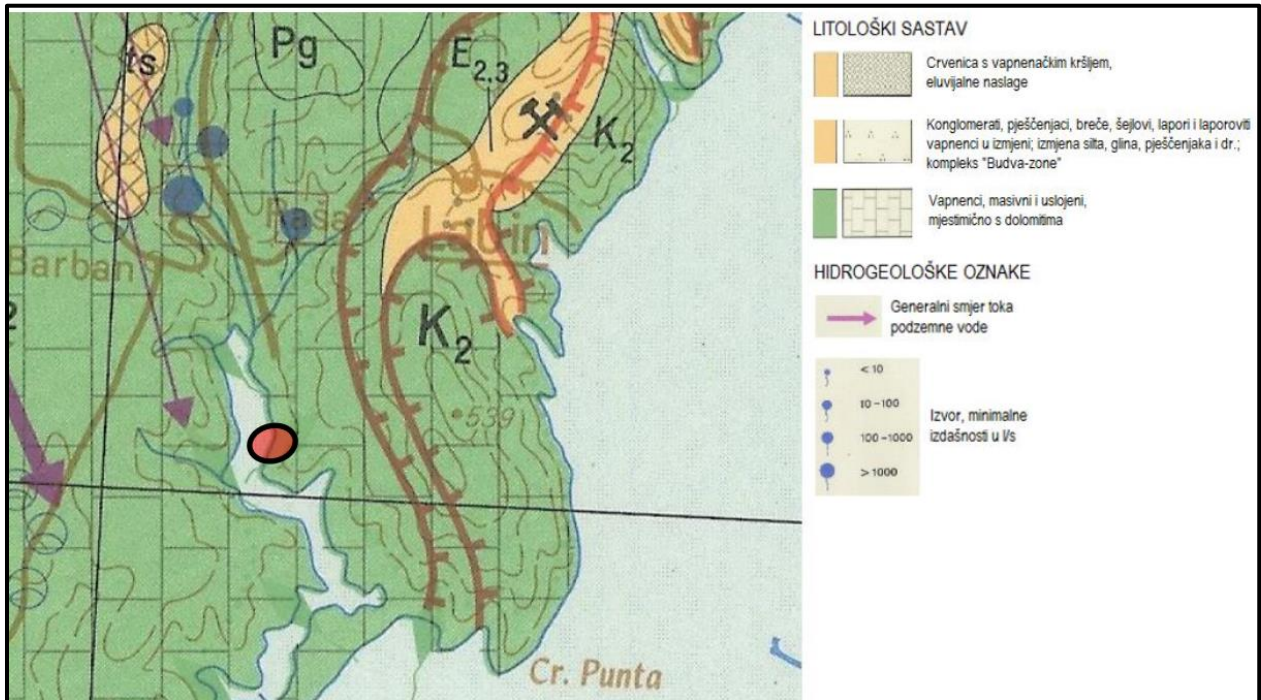 ts
Pg
E2,3
K2
Raša
Labin
Barban
2
K2
539
Cr. Punta
LITOLOŠKI SASTAV
Crvenica s vapnenačkim kršljem,
eluvijalne naslage
Konglomerati, pješčenjaci, breče, šejlovi, lapori i laporoviti
vapnenci u izmjeni; izmjena silta, glina, pješčenjaka i dr.;
kompleks "Budva-zone"
Vapnenci, masivni i uslojeni,
mjestimično s dolomitima
HIDROGEOLOŠKE OZNAKE
Generalni smjer toka
podzemne vode
< 10
10-100
100-1000
> 1000
Izvor, minimalne
izdašnosti u l/s